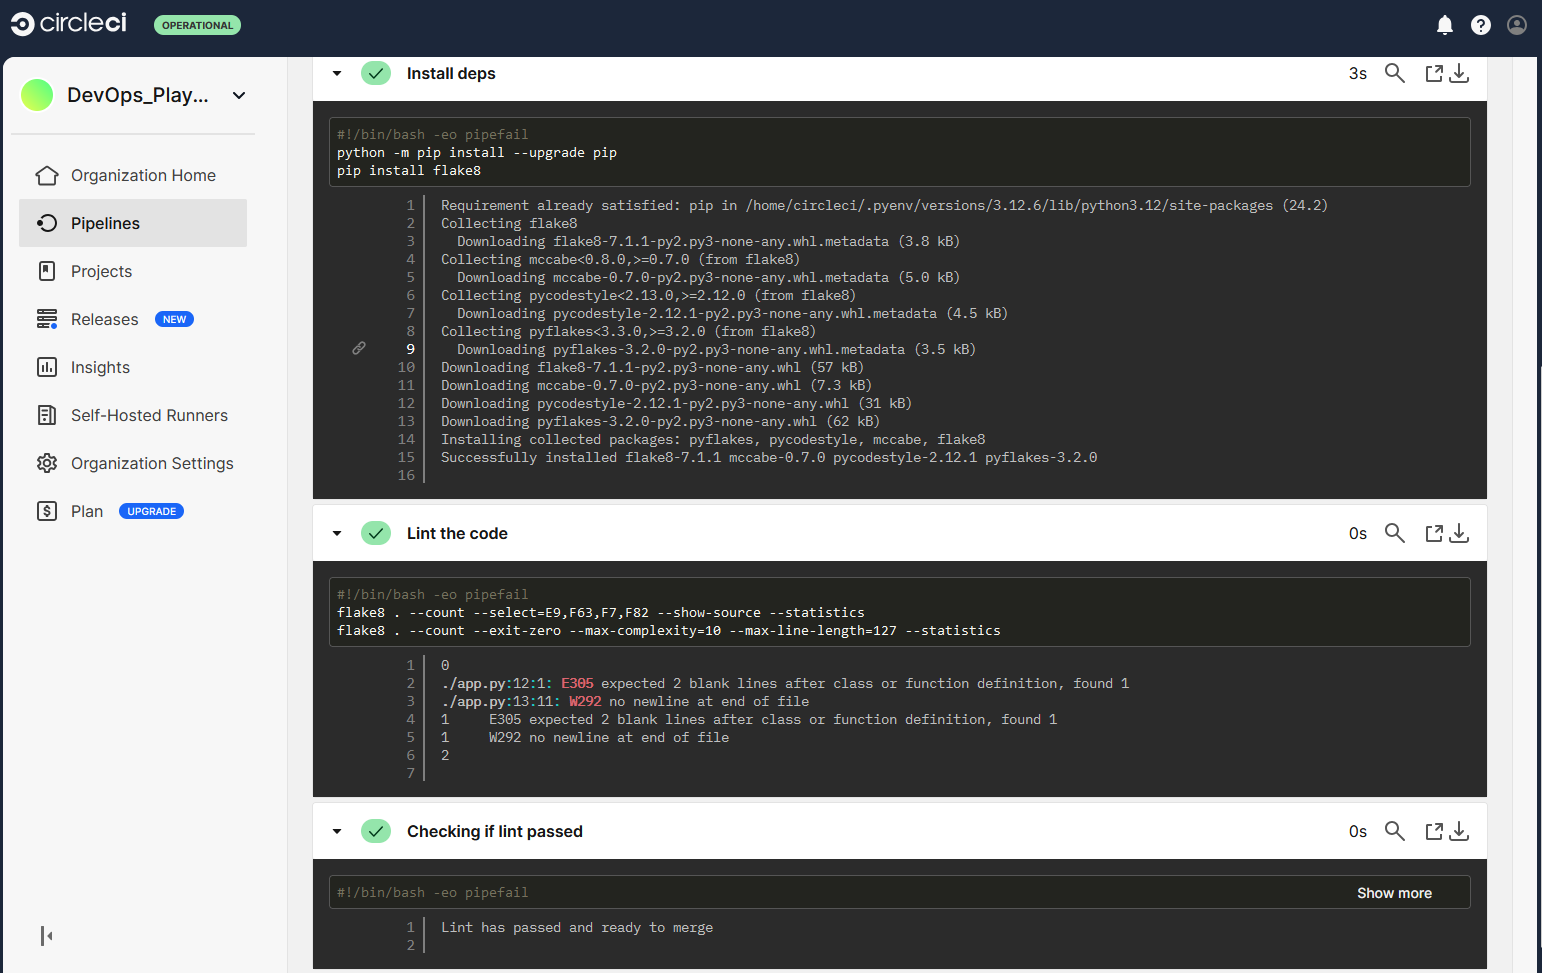 circleci
OPERATIONAL
DevOps_Play...
Organization Home
Pipelines
Projects
Releases NEW
Insights
Self-Hosted Runners
Organization Settings
Plan UPGRADE
Install deps 3s
#!/bin/bash -eo pipefail
python -m pip install --upgrade pip
pip install flake8
1 Requirement already satisfied: pip in /home/circleci/.pyenv/versions/3.12.6/lib/python3.12/site-packages (24.2)
2 Collecting flake8
3 Downloading flake8-7.1.1-py2.py3-none-any.whl.metadata (3.8 kB)
4 Collecting mccabe<0.8.0,>=0.7.0 (from flake8)
5 Downloading mccabe-0.7.0-py2.py3-none-any.whl.metadata (5.0 kB)
6 Collecting pycodestyle<2.13.0,>=2.12.0 (from flake8)
7 Downloading pycodestyle-2.12.1-py2.py3-none-any.whl.metadata (4.5 kB)
8 Collecting pyflakes<3.3.0,>=3.2.0 (from flake8)
9 Downloading pyflakes-3.2.0-py2.py3-none-any.whl.metadata (3.5 kB)
10 Downloading flake8-7.1.1-py2.py3-none-any.whl (57 kB)
11 Downloading mccabe-0.7.0-py2.py3-none-any.whl (7.3 kB)
12 Downloading pycodestyle-2.12.1-py2.py3-none-any.whl (31 kB)
13 Downloading pyflakes-3.2.0-py2.py3-none-any.whl (62 kB)
14 Installing collected packages: pyflakes, pycodestyle, mccabe, flake8
15 Successfully installed flake8-7.1.1 mccabe-0.7.0 pycodestyle-2.12.1 pyflakes-3.2.0
16
Lint the code 0s
#!/bin/bash -eo pipefail
flake8 . --count --select=E9,F63,F7,F82 --show-source --statistics
flake8 . --count --exit-zero --max-complexity=10 --max-line-length=127 --statistics
1 0
2 ./app.py:12:1: E305 expected 2 blank lines after class or function definition, found 1
3 ./app.py:13:11: W292 no newline at end of file
4 1 E305 expected 2 blank lines after class or function definition, found 1
5 1 W292 no newline at end of file
6 2
7
Checking if lint passed 0s
#!/bin/bash -eo pipefail Show more
1 Lint has passed and ready to merge
2